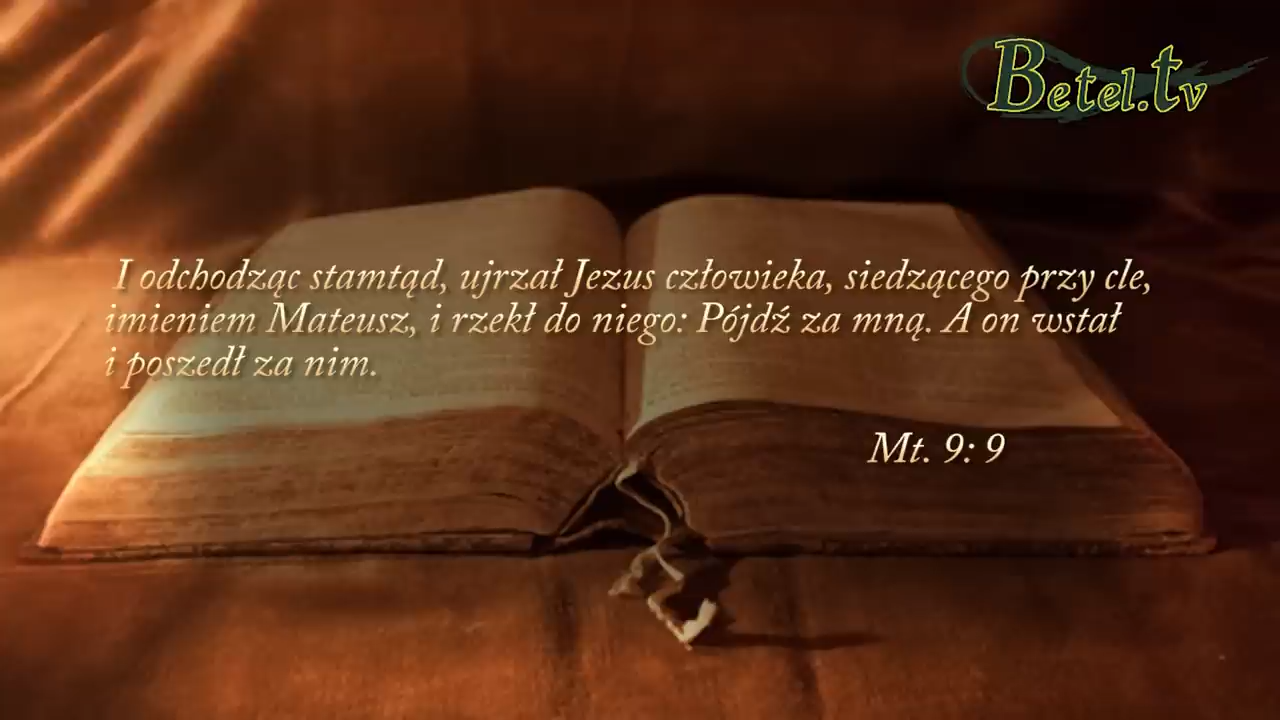 Betel.tv
I odchodząc stamtąd, ujrzał Jezus człowieka, siedzącego przy cle,
imieniem Mateusz, i rzekł do niego: Pójdź za mną. A on wstał
i poszedł za nim.
Mt. 9: 9